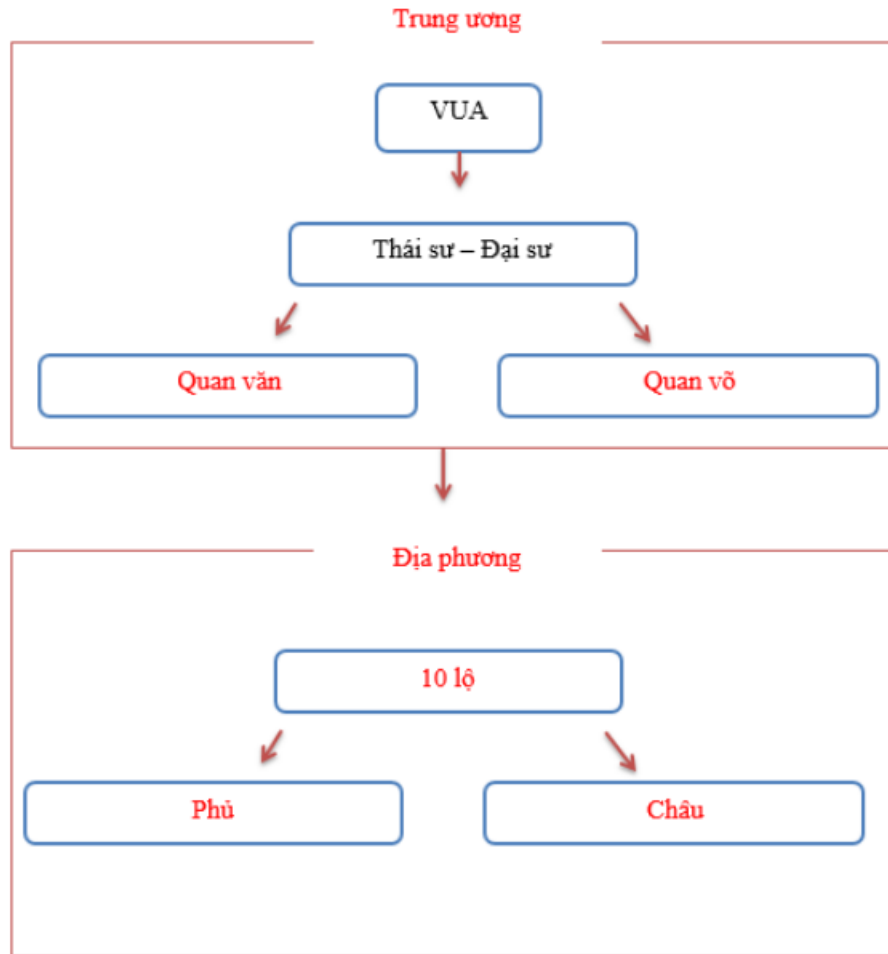 Trung ương
VUA
Thái sư – Đại sư
Quan văn
Quan võ
Địa phương
10 lộ
Phủ
Châu